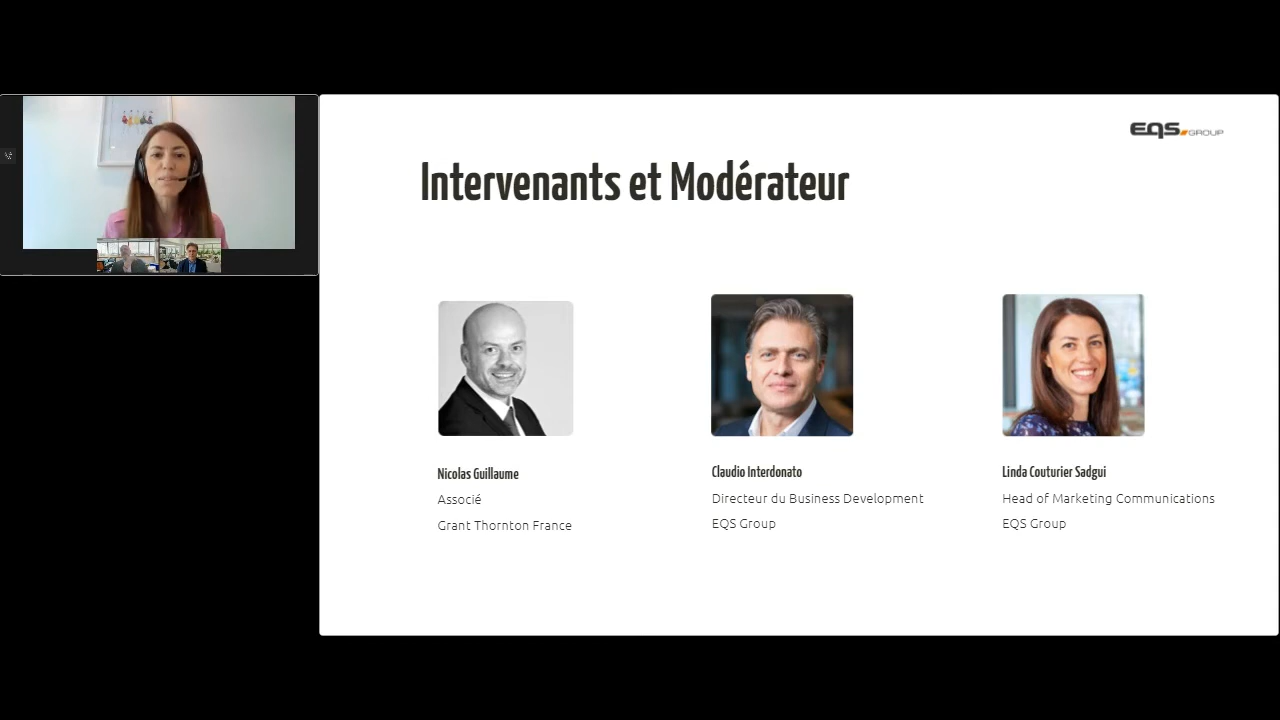 EQS GROUP
Intervenants et Modérateur
Nicolas Guillaume
Associé
Grant Thornton France
Claudio Interdonato
Directeur du Business Development
EQS Group
Linda Couturier Sadgui
Head of Marketing Communications
EQS Group